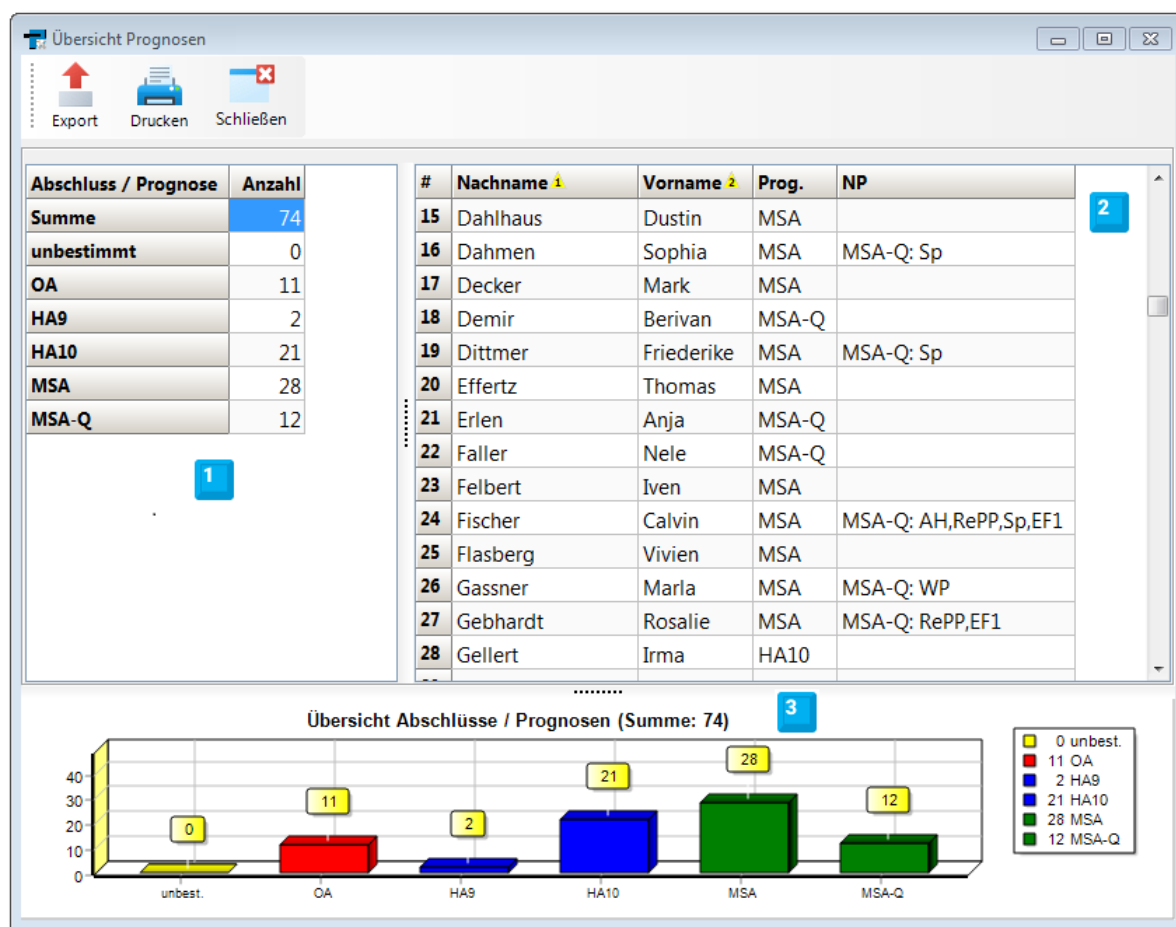 Übersicht Prognosen
Export Drucken Schließen
Abschluss / Prognose Anzahl
Summe 74
unbestimmt 0
OA 11
HA9 2
HA10 21
MSA 28
MSA-Q 12
1
# Nachname 1 Vorname 2 Prog. NP
15 Dahlhaus Dustin MSA
16 Dahmen Sophia MSA MSA-Q: Sp
17 Decker Mark MSA
18 Demir Berivan MSA-Q
19 Dittmer Friederike MSA MSA-Q: Sp
20 Effertz Thomas MSA
21 Erlen Anja MSA-Q
22 Faller Nele MSA-Q
23 Felbert Iven MSA
24 Fischer Calvin MSA MSA-Q: AH,RePP,Sp,EF1
25 Flasberg Vivien MSA
26 Gassner Marla MSA MSA-Q: WP
27 Gebhardt Rosalie MSA MSA-Q: RePP,EF1
28 Gellert Irma HA10
2
3
Übersicht Abschlüsse / Prognosen (Summe: 74)
40
30
20
10
0
0 11 2 21 28 12
unbest. OA HA9 HA10 MSA MSA-Q
0 unbest.
11 OA
2 HA9
21 HA10
28 MSA
12 MSA-Q